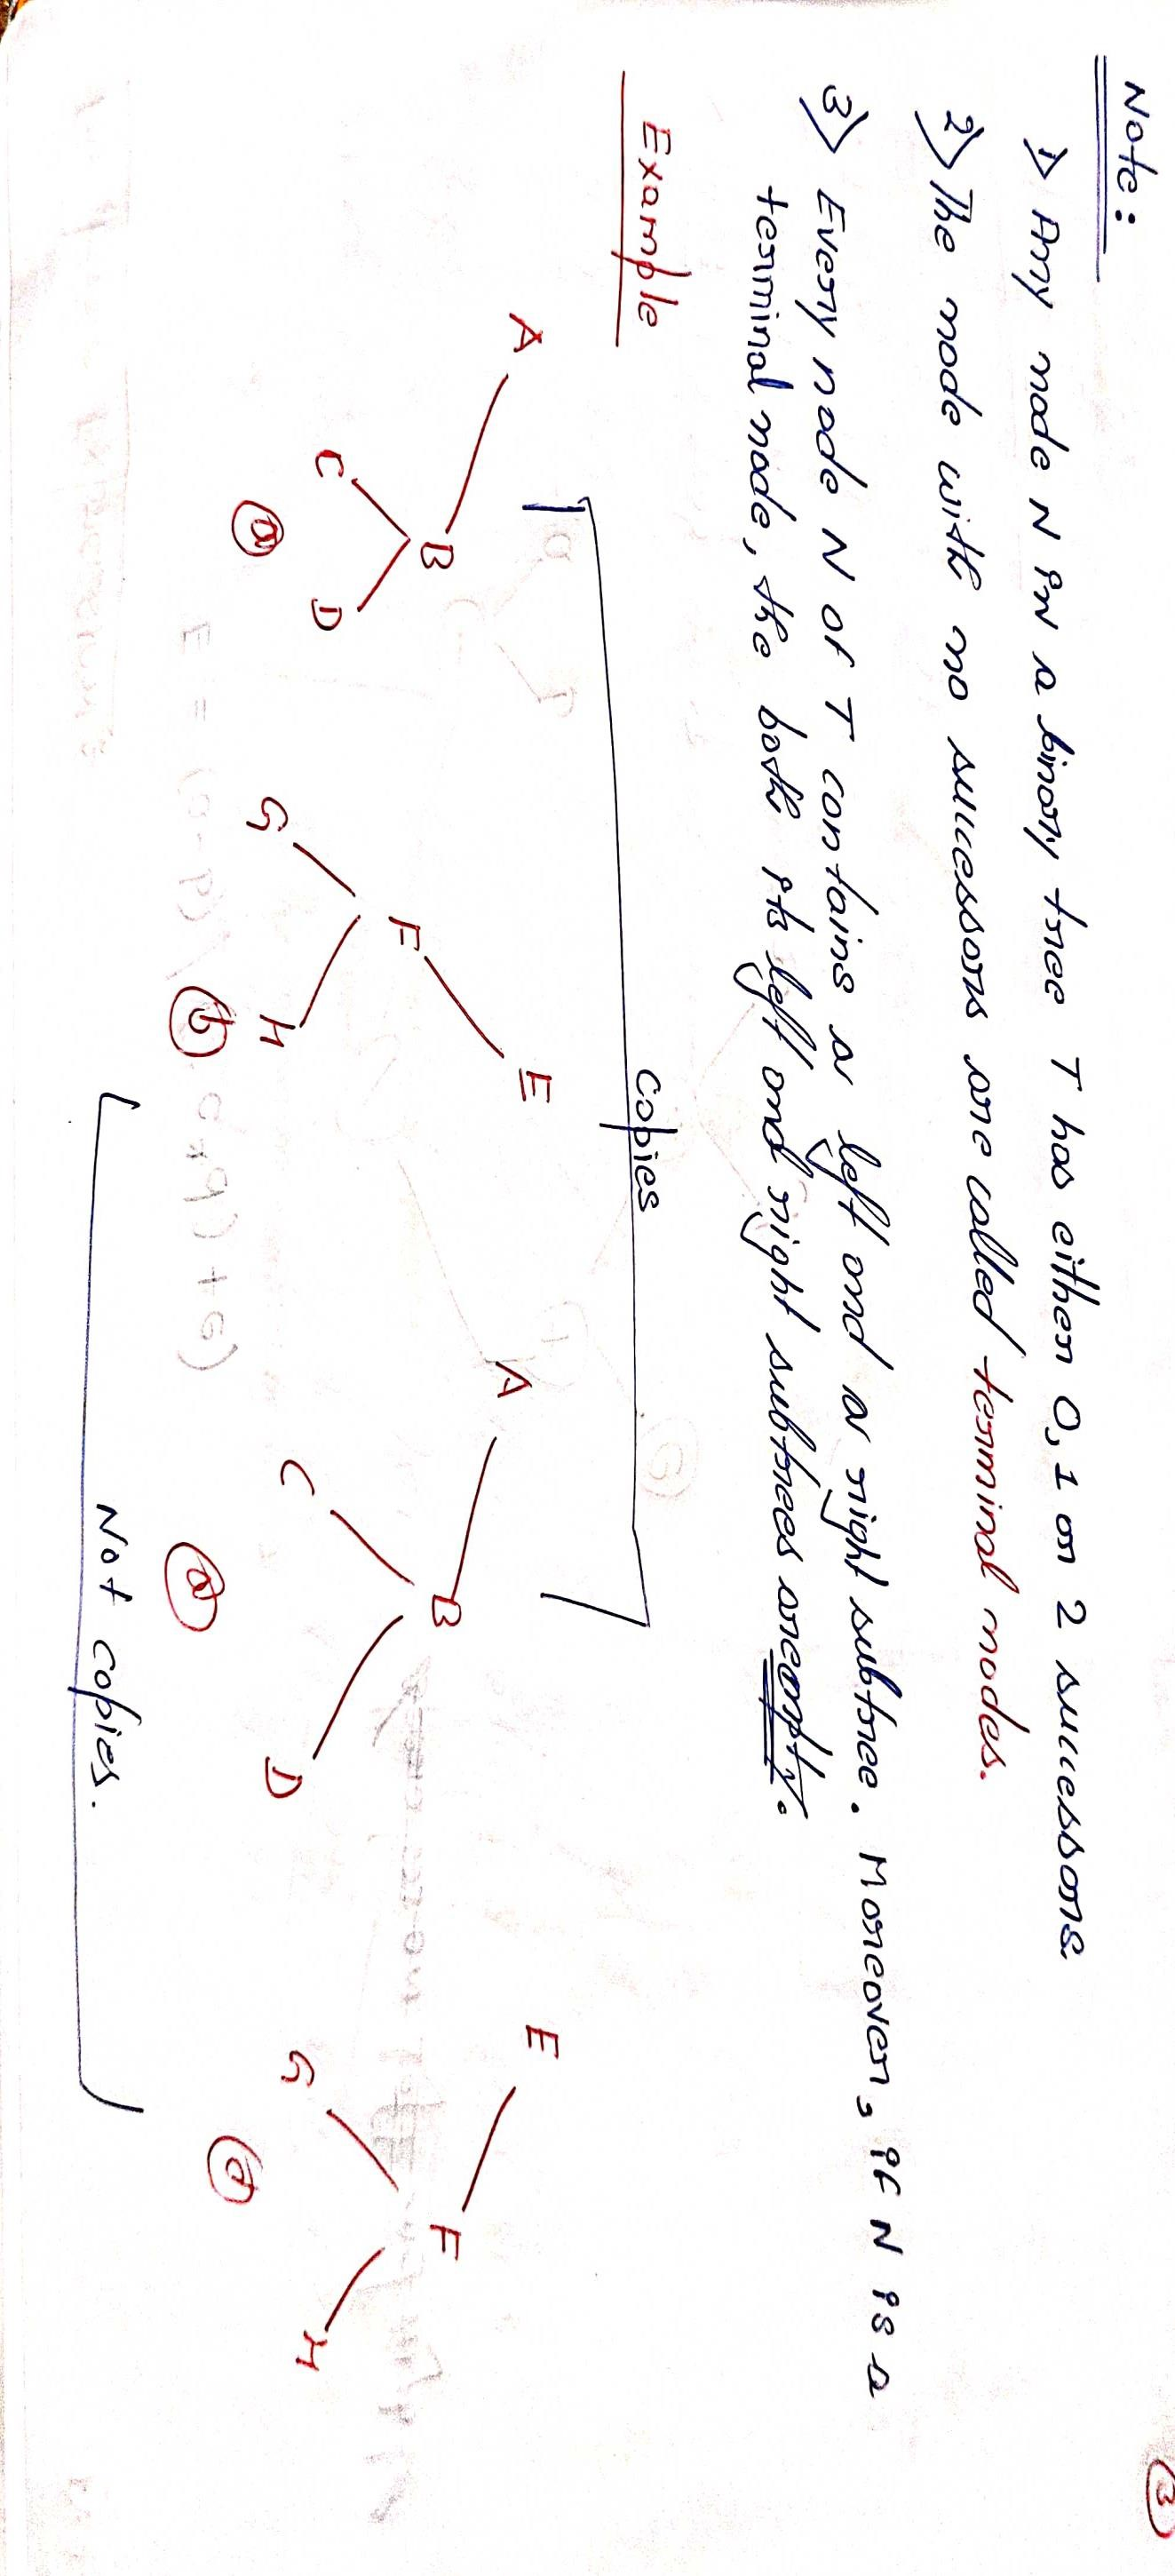 3
Note:
1) Any node N in a binary tree T has either 0, 1 or 2 successors.
2) The node with no successors are called terminal nodes.
3) Every node N of T contains a left and a right subtree. Moreover, if N is a
terminal node, the both its left and right subtrees are empty.
Example
Copies
A E A E
B F B F
C D G H C D G H
a b a
Not copies.